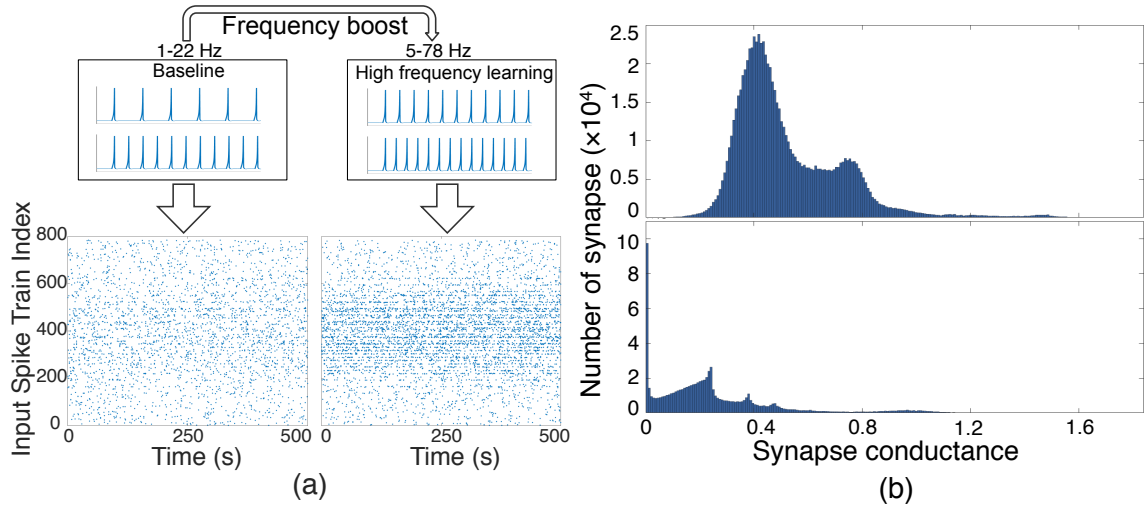 Frequency boost
1-22 Hz
5-78 Hz
Baseline
High frequency learning
Input Spike Train Index
800
600
400
200
0
0
250
500
0
250
500
Time (s)
Time (s)
(a)
Number of synapse (×10⁴)
2.5
2
1.5
1
0.5
0
10
8
6
4
2
0
0
0.4
0.8
1.2
1.6
Synapse conductance
(b)